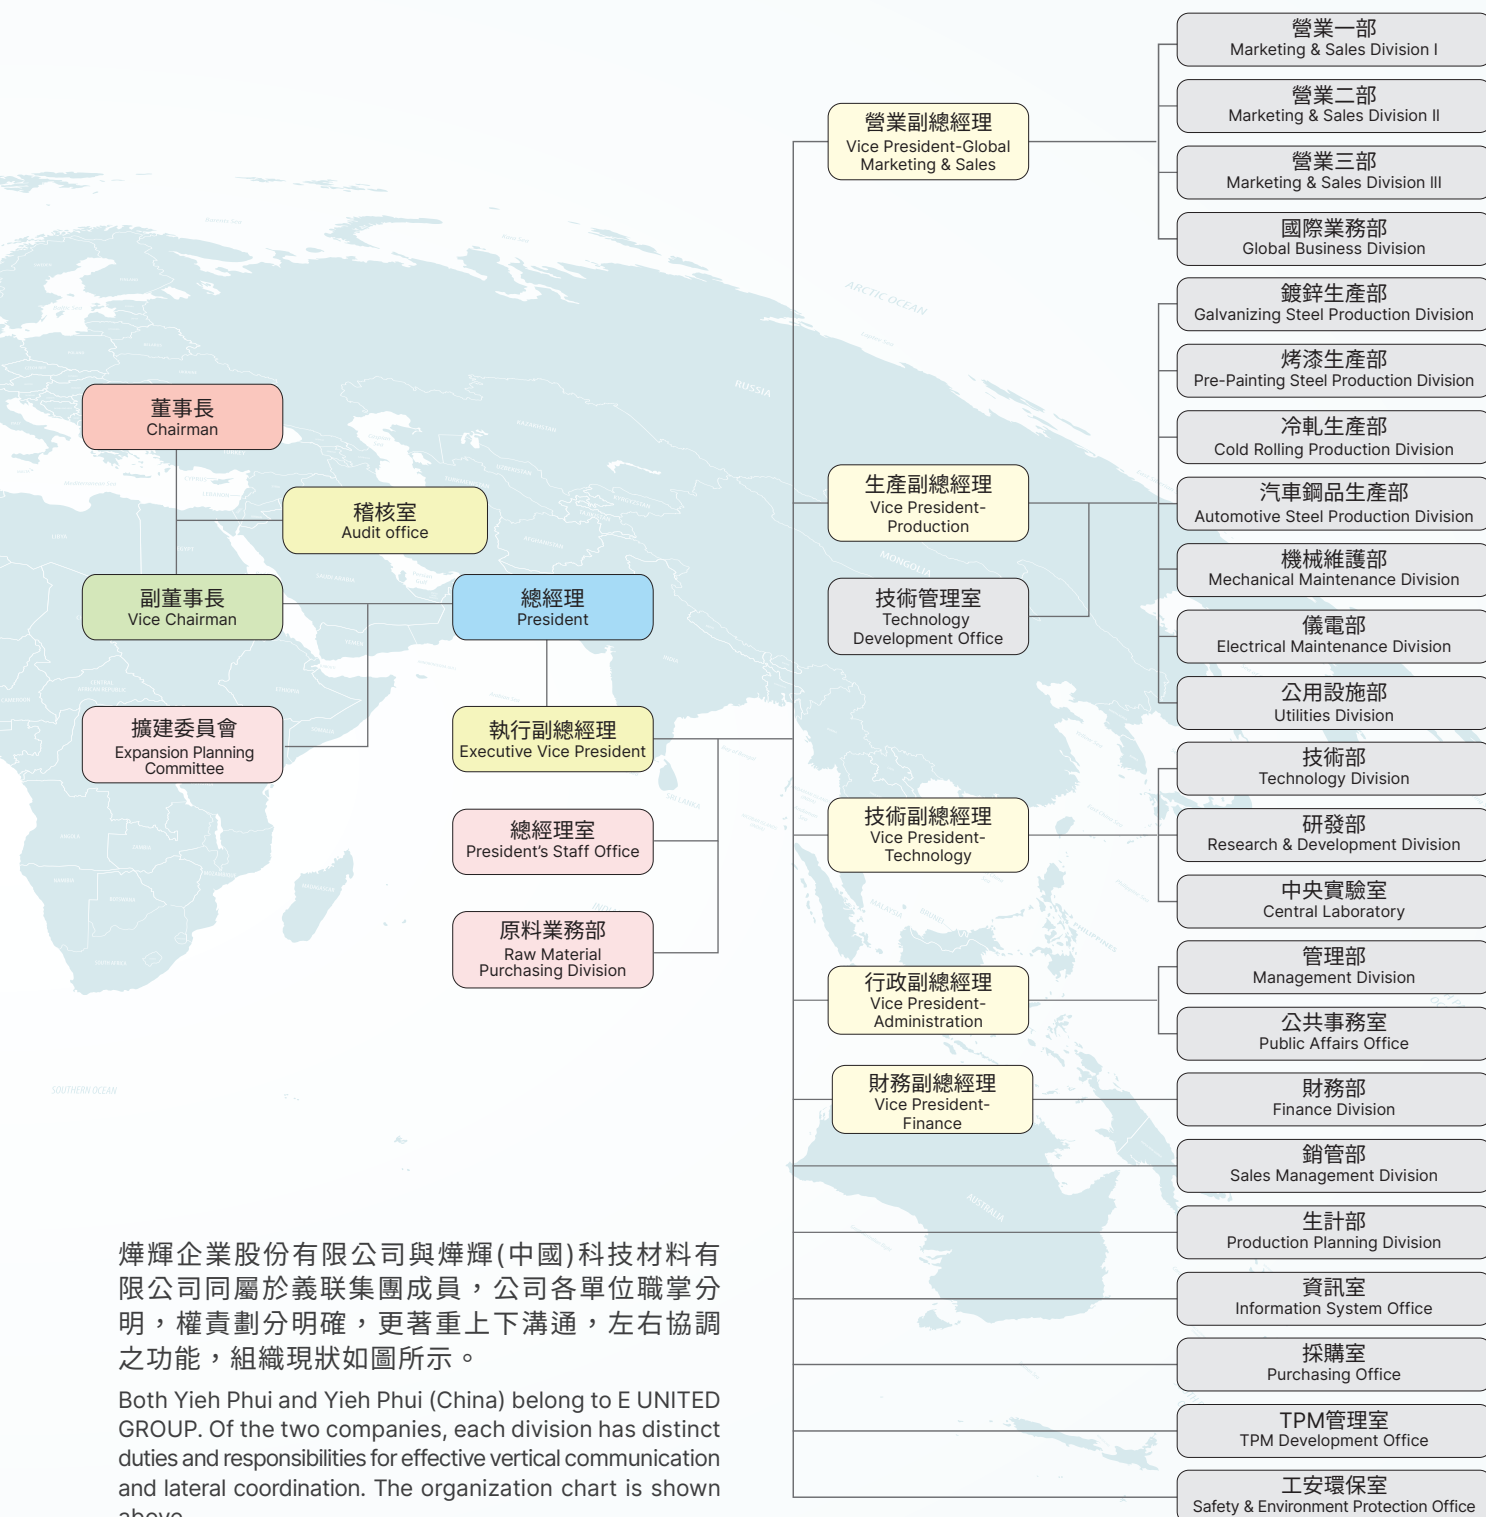 董事長
Chairman
稽核室
Audit office
副董事長
Vice Chairman
擴建委員會
Expansion Planning
Committee
總經理
President
執行副總經理
Executive Vice President
總經理室
President’s Staff Office
原料業務部
Raw Material
Purchasing Division
營業副總經理
Vice President-Global
Marketing & Sales
生產副總經理
Vice President-
Production
技術管理室
Technology
Development Office
技術副總經理
Vice President-
Technology
行政副總經理
Vice President-
Administration
財務副總經理
Vice President-
Finance
營業一部
Marketing & Sales Division I
營業二部
Marketing & Sales Division II
營業三部
Marketing & Sales Division III
國際業務部
Global Business Division
鍍鋅生產部
Galvanizing Steel Production Division
烤漆生產部
Pre-Painting Steel Production Division
冷軋生產部
Cold Rolling Production Division
汽車鋼品生產部
Automotive Steel Production Division
機械維護部
Mechanical Maintenance Division
儀電部
Electrical Maintenance Division
公用設施部
Utilities Division
技術部
Technology Division
研發部
Research & Development Division
中央實驗室
Central Laboratory
管理部
Management Division
公共事務室
Public Affairs Office
財務部
Finance Division
銷管部
Sales Management Division
生計部
Production Planning Division
資訊室
Information System Office
採購室
Purchasing Office
TPM管理室
TPM Development Office
工安環保室
Safety & Environment Protection Office
燁輝企業股份有限公司與燁輝(中國)科技材料有
限公司同屬於義联集團成員，公司各單位職掌分
明，權責劃分明確，更著重上下溝通，左右協調
之功能，組織現狀如圖所示。
Both Yieh Phui and Yieh Phui (China) belong to E UNITED
GROUP. Of the two companies, each division has distinct
duties and responsibilities for effective vertical communication
and lateral coordination. The organization chart is shown
above
ARCTIC OCEAN
RUSSIA
MONGOLIA
SRI LANKA
MALAYSIA
PHILIPPINES
AUSTRALIA
SOUTHERN OCEAN